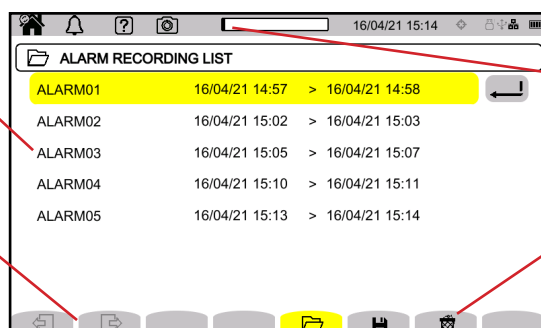 16/04/21 15:14
ALARM RECORDING LIST
ALARM01 16/04/21 14:57 > 16/04/21 14:58
ALARM02 16/04/21 15:02 > 16/04/21 15:03
ALARM03 16/04/21 15:05 > 16/04/21 15:07
ALARM04 16/04/21 15:10 > 16/04/21 15:11
ALARM05 16/04/21 15:13 > 16/04/21 15:14